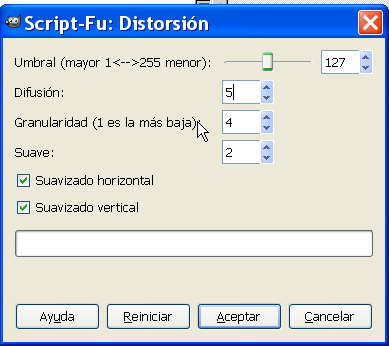 Script-Fu: Distorsión
Umbral (mayor 1<-->255 menor): 127
Difusión: 5
Granularidad (1 es la más baja): 4
Suave: 2
Suavizado horizontal
Suavizado vertical
Ayuda Reiniciar Aceptar Cancelar